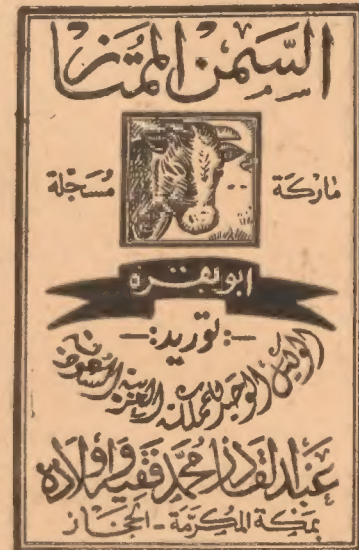 السمن الممتاز
ماركة مسجلة
ابو بقره
-: توريد :-
الوكيل الوحيد للمملكة العربية السعودية
عبد القادر محمد فقيه وأولاده
بمكة المكرمة - الحجاز